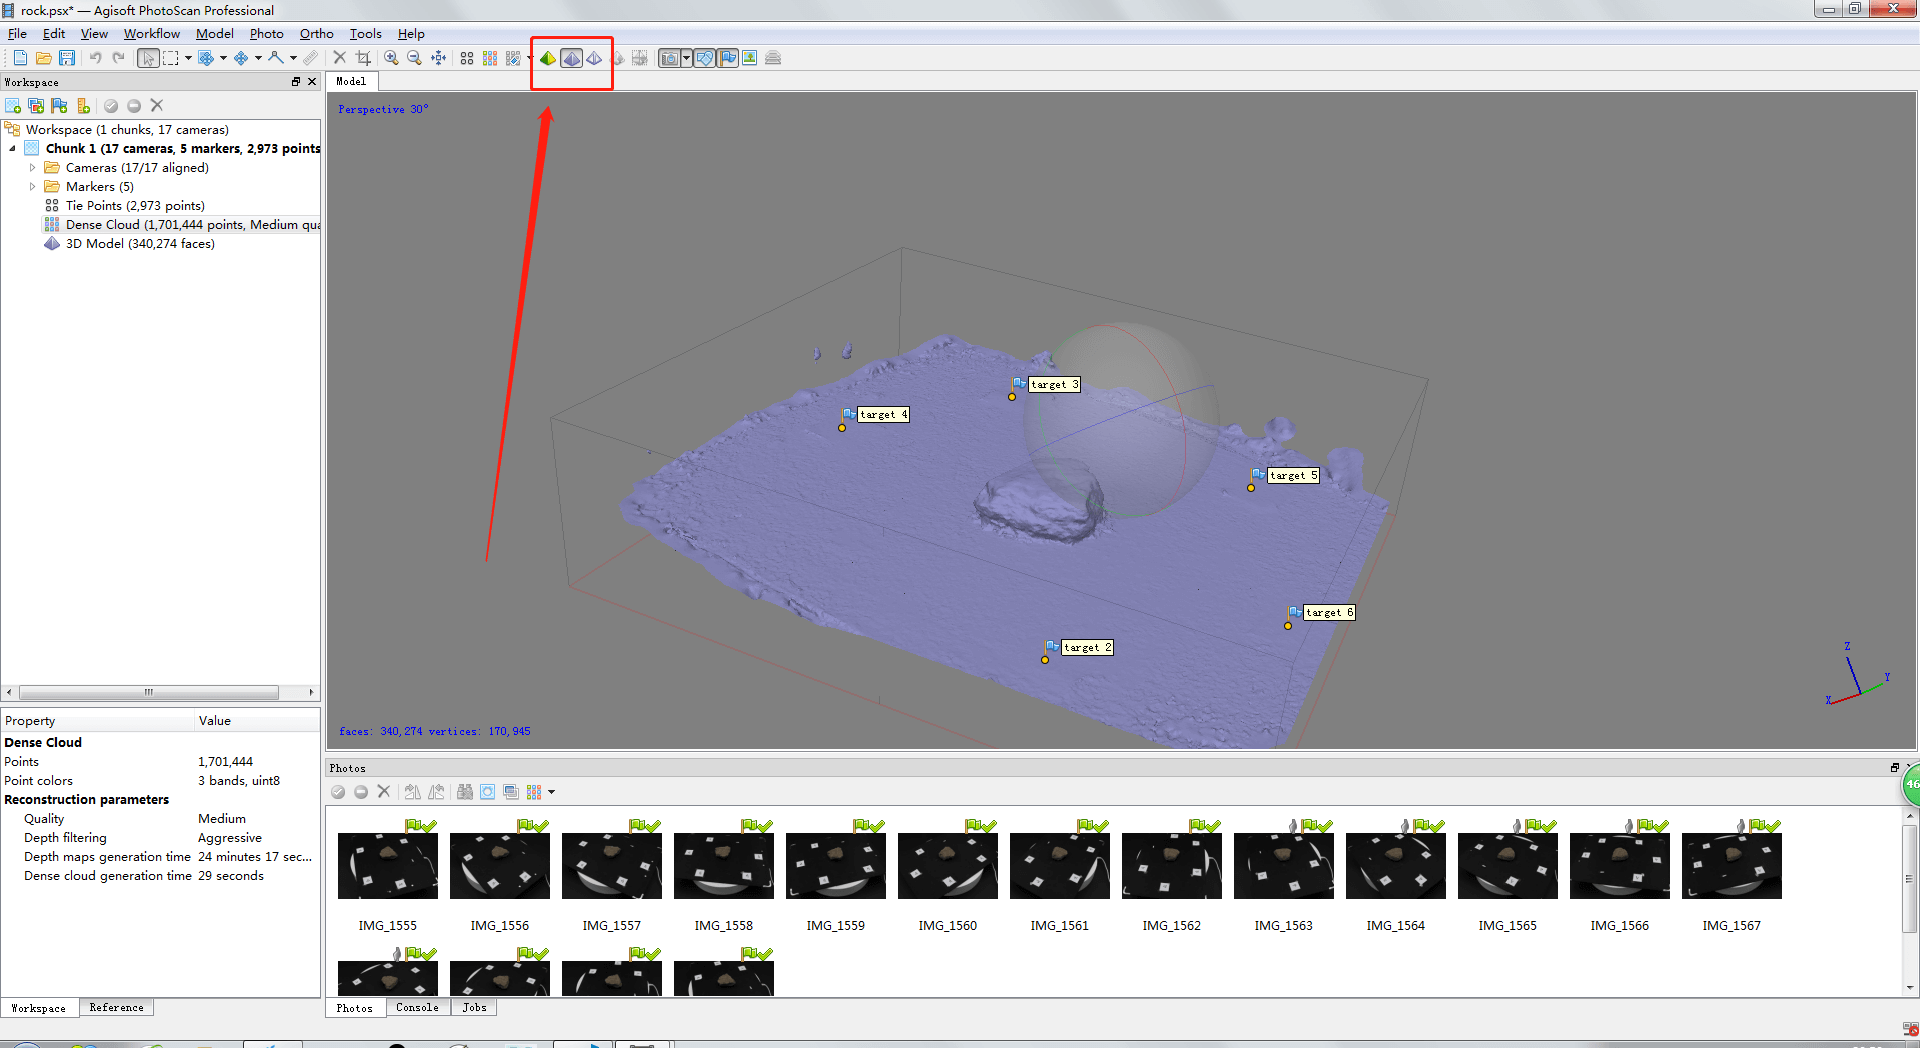 rock.psx* — Agisoft PhotoScan Professional
File Edit View Workflow Model Photo Ortho Tools Help
Workspace
Workspace (1 chunks, 17 cameras)
Chunk 1 (17 cameras, 5 markers, 2,973 points
Cameras (17/17 aligned)
Markers (5)
Tie Points (2,973 points)
Dense Cloud (1,701,444 points, Medium qua
3D Model (340,274 faces)
Property Value
Dense Cloud
Points 1,701,444
Point colors 3 bands, uint8
Reconstruction parameters
Quality Medium
Depth filtering Aggressive
Depth maps generation time 24 minutes 17 sec...
Dense cloud generation time 29 seconds
Workspace Reference
Model
Perspective 30°
target 3
target 4
target 5
target 6
target 2
Z
Y
X
faces: 340,274 vertices: 170,945
Photos
46
IMG_1555 IMG_1556 IMG_1557 IMG_1558 IMG_1559 IMG_1560 IMG_1561 IMG_1562 IMG_1563 IMG_1564 IMG_1565 IMG_1566 IMG_1567
Photos Console Jobs